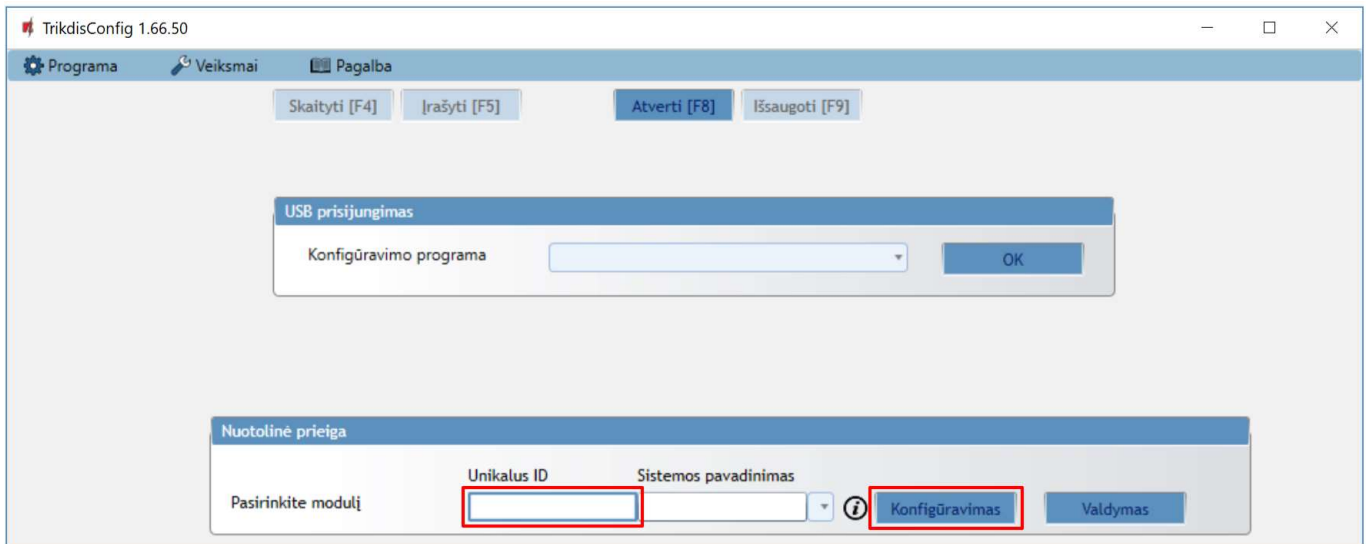 TrikdisConfig 1.66.50
Programa Veiksmai Pagalba
Skaityti [F4] Įrašyti [F5] Atverti [F8] Išsaugoti [F9]
USB prisijungimas
Konfigūravimo programa OK
Nuotolinė prieiga
Unikalus ID Sistemos pavadinimas
Pasirinkite modulį i Konfigūravimas Valdymas